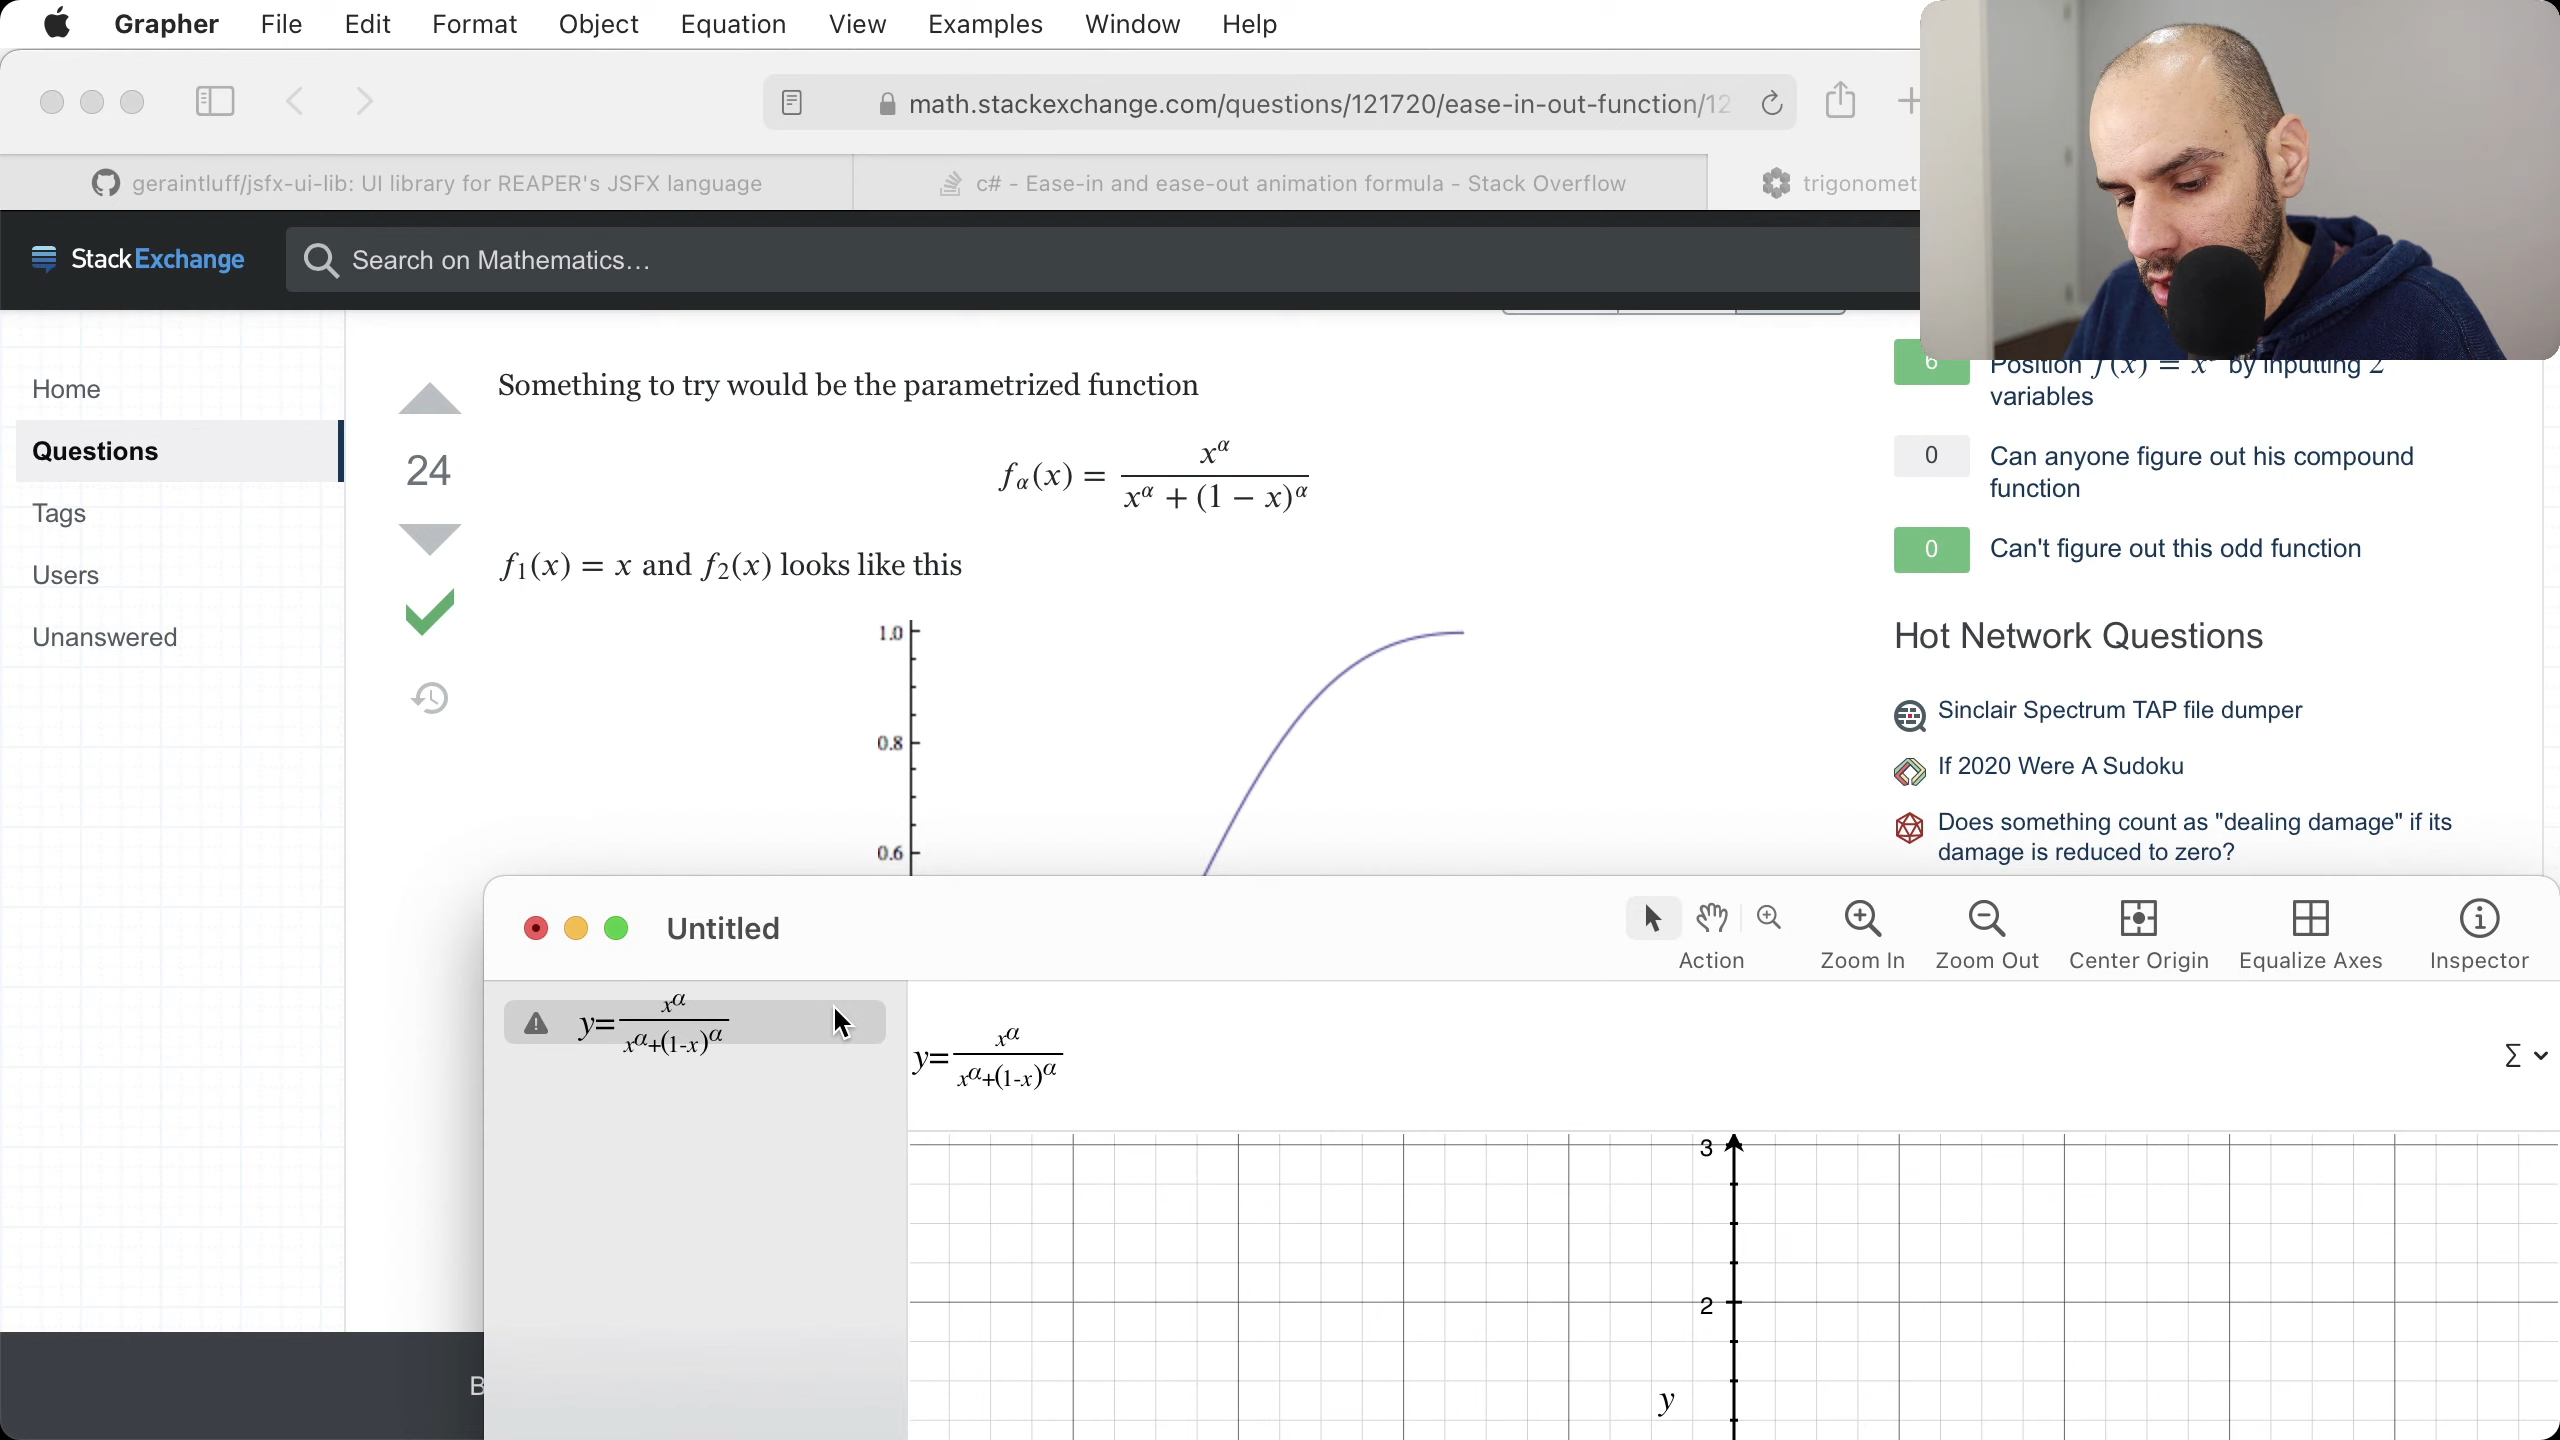 Grapher File Edit Format Object Equation View Examples Window Help
math.stackexchange.com/questions/121720/ease-in-out-function/12
geraintluff/jsfx-ui-lib: UI library for REAPER's JSFX language
c# - Ease-in and ease-out animation formula - Stack Overflow
trigonomet
StackExchange
Search on Mathematics…
Home
Questions
Tags
Users
Unanswered
24
Something to try would be the parametrized function
fα(x) = x^α / (x^α + (1 − x)^α)
f1(x) = x and f2(x) looks like this
1.0
0.8
0.6
6
Position by inputting 2
variables
0
Can anyone figure out his compound
function
0
Can't figure out this odd function
Hot Network Questions
Sinclair Spectrum TAP file dumper
If 2020 Were A Sudoku
Does something count as "dealing damage" if its
damage is reduced to zero?
B
Untitled
Action
Zoom In
Zoom Out
Center Origin
Equalize Axes
Inspector
y=x^α/(x^α+(1-x)^α)
y=x^α/(x^α+(1-x)^α)
Σ
3
2
y